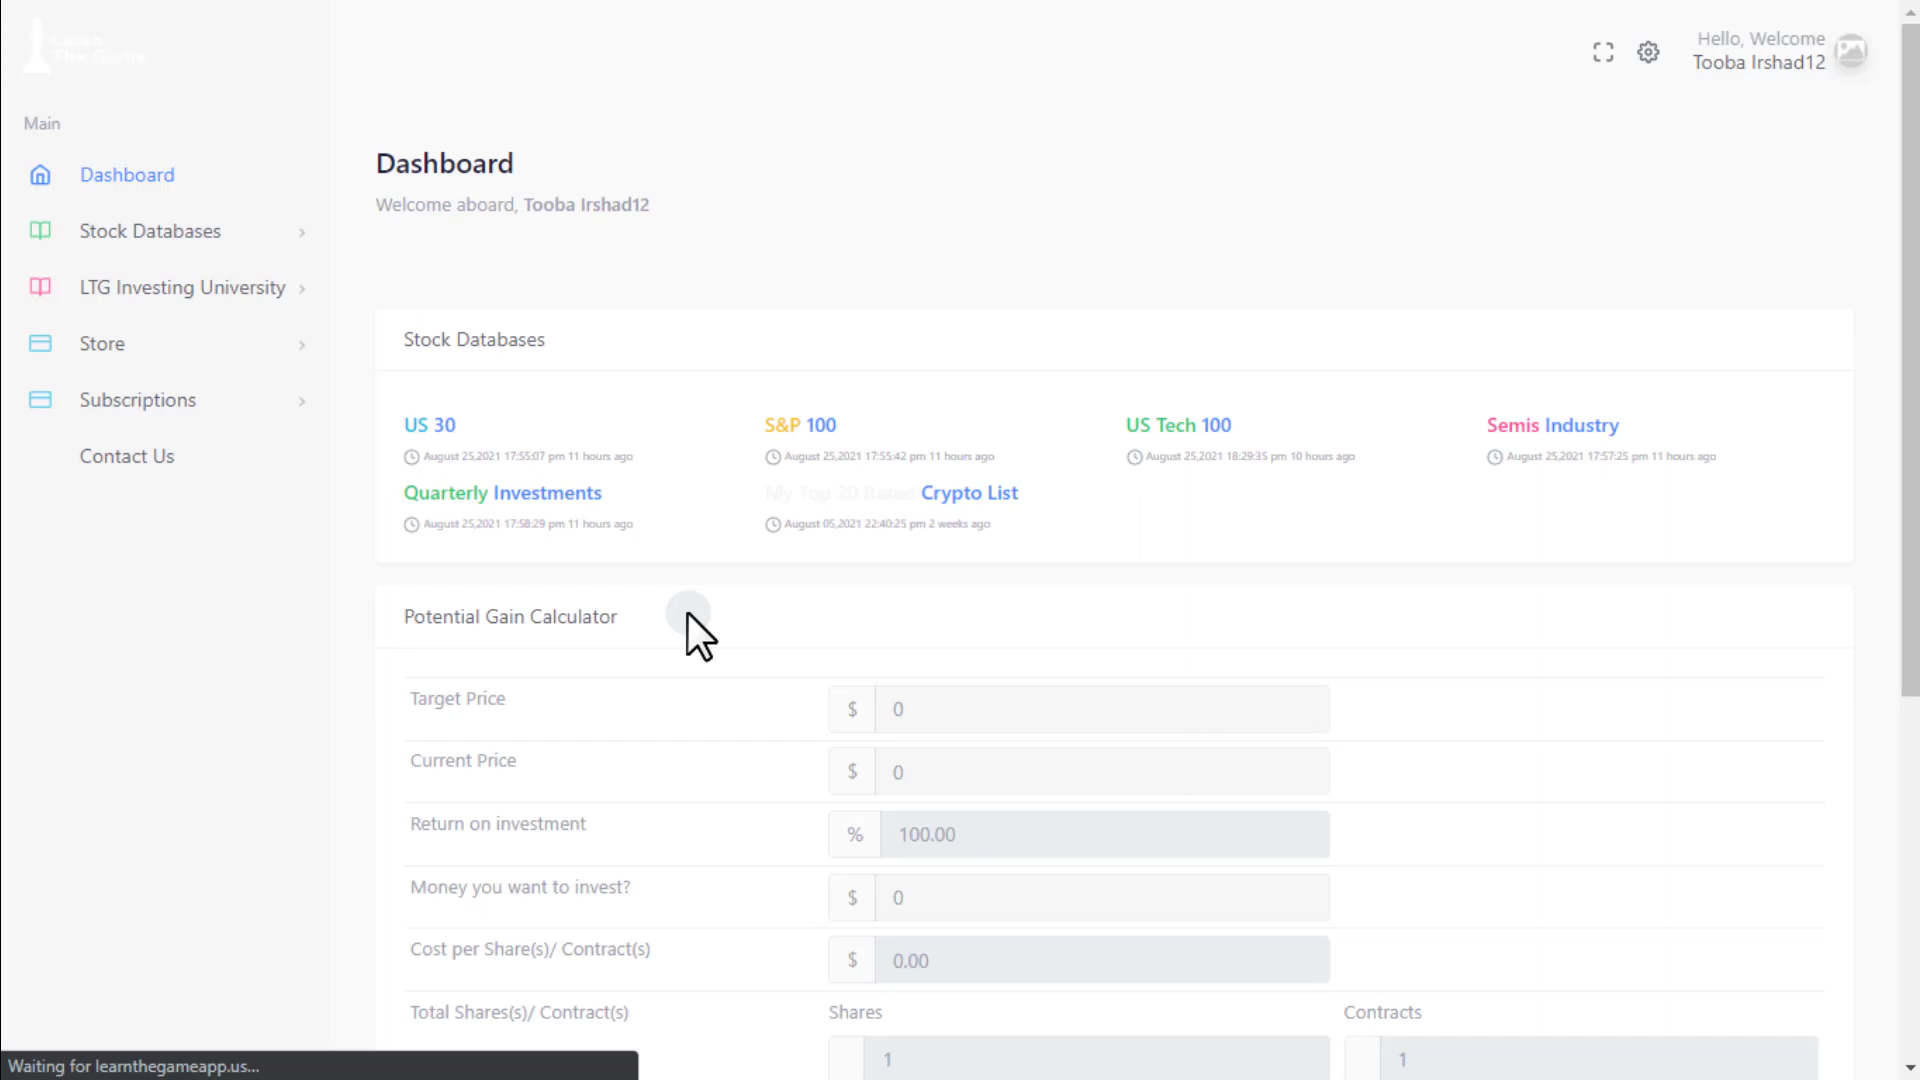 Learn
The Game
Hello, Welcome
Tooba Irshad12
Main
Dashboard
Stock Databases
LTG Investing University
Store
Subscriptions
Contact Us
Dashboard
Welcome aboard, Tooba Irshad12
Stock Databases
US 30
August 25,2021 17:55:07 pm 11 hours ago
S&P 100
August 25,2021 17:55:42 pm 11 hours ago
US Tech 100
August 25,2021 18:29:35 pm 10 hours ago
Semis Industry
August 25,2021 17:57:25 pm 11 hours ago
Quarterly Investments
August 25,2021 17:58:29 pm 11 hours ago
My Top 20 Rated Crypto List
August 05,2021 22:40:25 pm 2 weeks ago
Potential Gain Calculator
Target Price
$ 0
Current Price
$ 0
Return on investment
% 100.00
Money you want to invest?
$ 0
Cost per Share(s)/ Contract(s)
$ 0.00
Total Shares(s)/ Contract(s)
Shares
1
Contracts
1
Waiting for learnthegameapp.us...